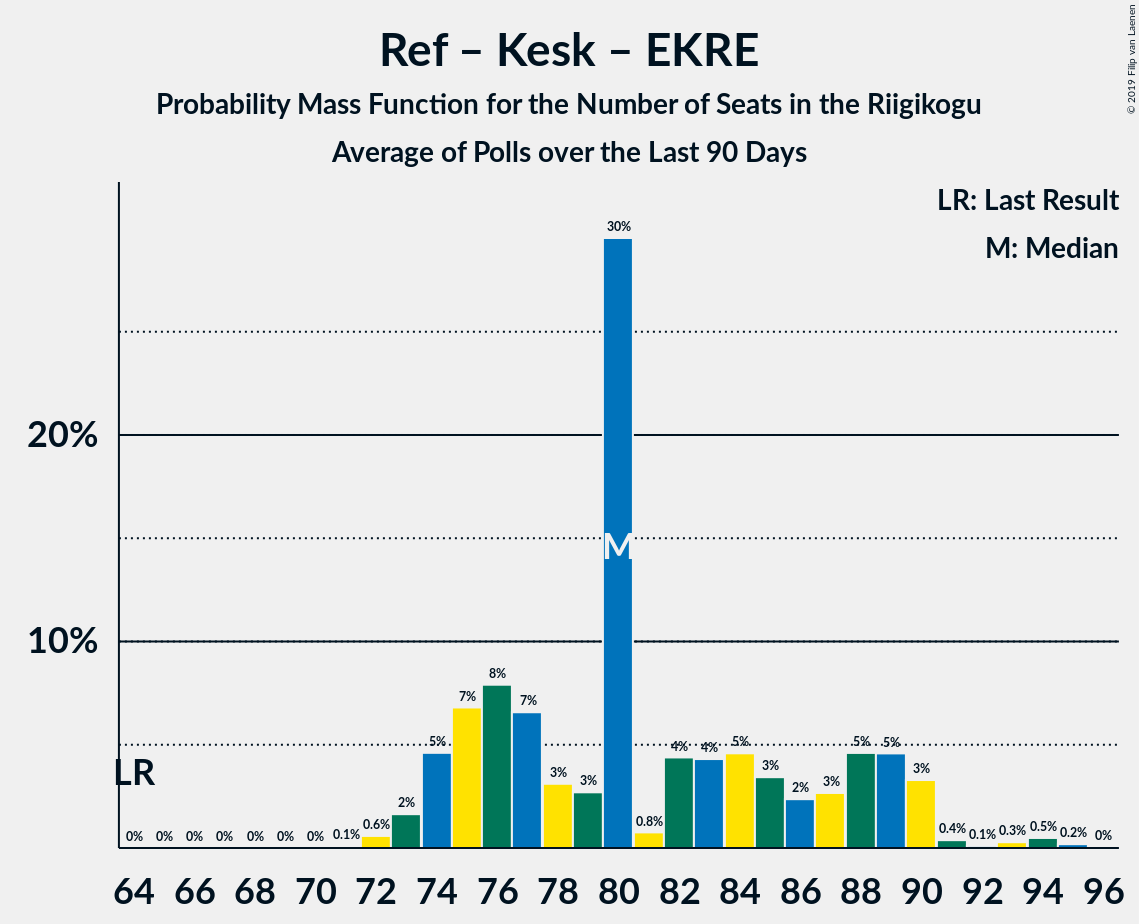 © 2019 Filip van Laenen
Ref – Kesk – EKRE
Probability Mass Function for the Number of Seats in the Riigikogu
Average of Polls over the Last 90 Days
LR: Last Result
M: Median
30%
20%
M
10%
8%
7% 7%
5% 4% 4% 5% 5% 5%
LR
3% 3% 3% 2% 3% 3%
2%
0% 0% 0% 0% 0% 0% 0% 0.1% 0.6% 0.8% 0.4% 0.1% 0.3% 0.5% 0.2% 0%
64 66 68 70 72 74 76 78 80 82 84 86 88 90 92 94 96